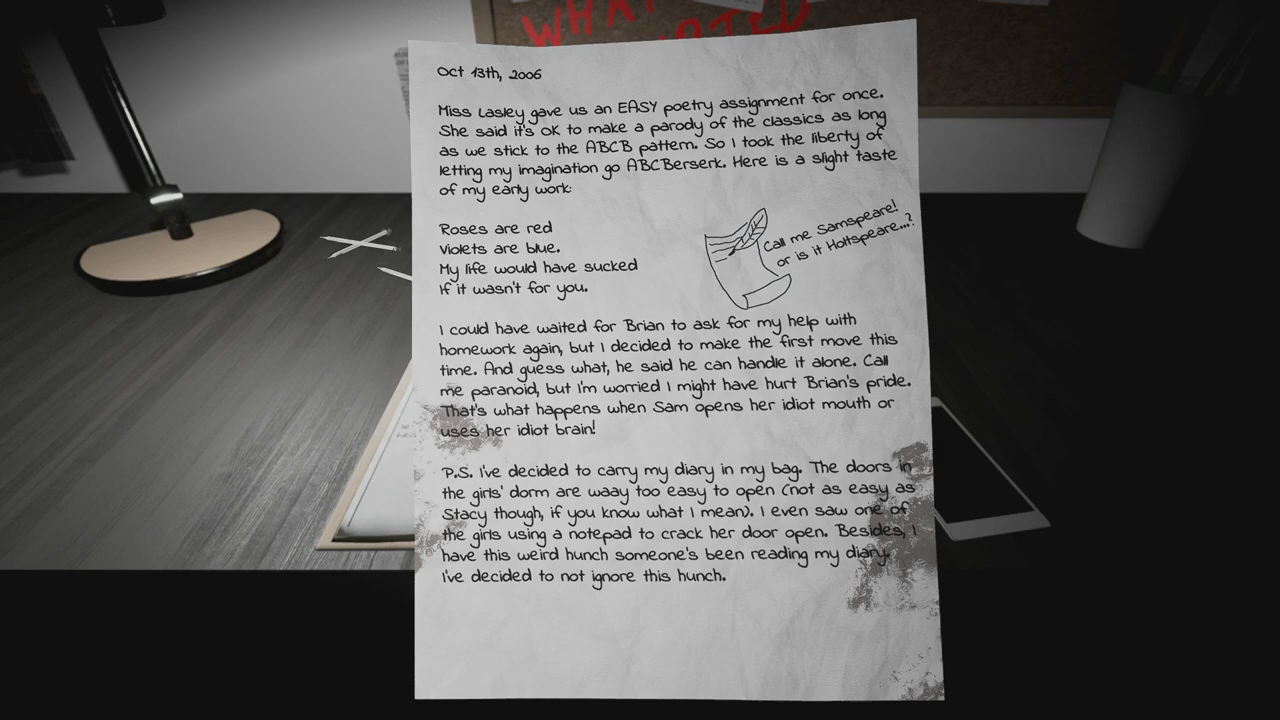 WHAT
Oct 13th, 2006
Miss Lasley gave us an EASY poetry assignment for once.
She said it's OK to make a parody of the classics as long
as we stick to the ABCB pattern. So I took the liberty of
letting my imagination go ABCBerserk. Here is a slight taste
of my early work:
Roses are red
Violets are blue.
My life would have sucked
If it wasn't for you.
Call me Samspeare!
or is it Holtspeare...?
I could have waited for Brian to ask for my help with
homework again, but I decided to make the first move this
time. And guess what, he said he can handle it alone. Call
me paranoid, but I'm worried I might have hurt Brian's pride.
That's what happens when Sam opens her idiot mouth or
uses her idiot brain!
P.S. I've decided to carry my diary in my bag. The doors in
the girls' dorm are waay too easy to open (not as easy as
Stacy though, if you know what I mean). I even saw one of
the girls using a notepad to crack her door open. Besides, I
have this weird hunch someone's been reading my diary.
I've decided to not ignore this hunch.